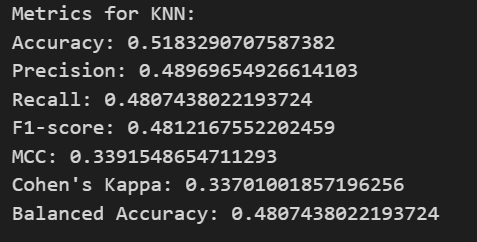 Metrics for KNN:
Accuracy: 0.5183290707587382
Precision: 0.48969654926614103
Recall: 0.4807438022193724
F1-score: 0.4812167552202459
MCC: 0.3391548654711293
Cohen's Kappa: 0.33701001857196256
Balanced Accuracy: 0.4807438022193724